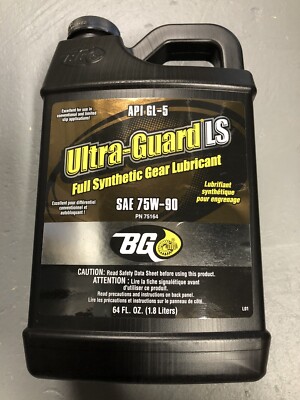 API GL-5
Excellent for use in
conventional and limited
slip applications!
Ultra-Guard LS
Full Synthetic Gear Lubricant
Excellent pour différentiel
conventionnel et
autobloquant !
SAE 75W-90
PN 75164
Lubrifiant
synthétique
pour engrenage
BG
CAUTION: Read Safety Data Sheet before using this product.
ATTENTION : Lire la fiche signalétique avant
d'utiliser ce produit.
Read precautions and instructions on back panel.
Lire les précautions et instructions sur le panneau de côté.
64 FL. OZ. (1.8 Liters)
L01